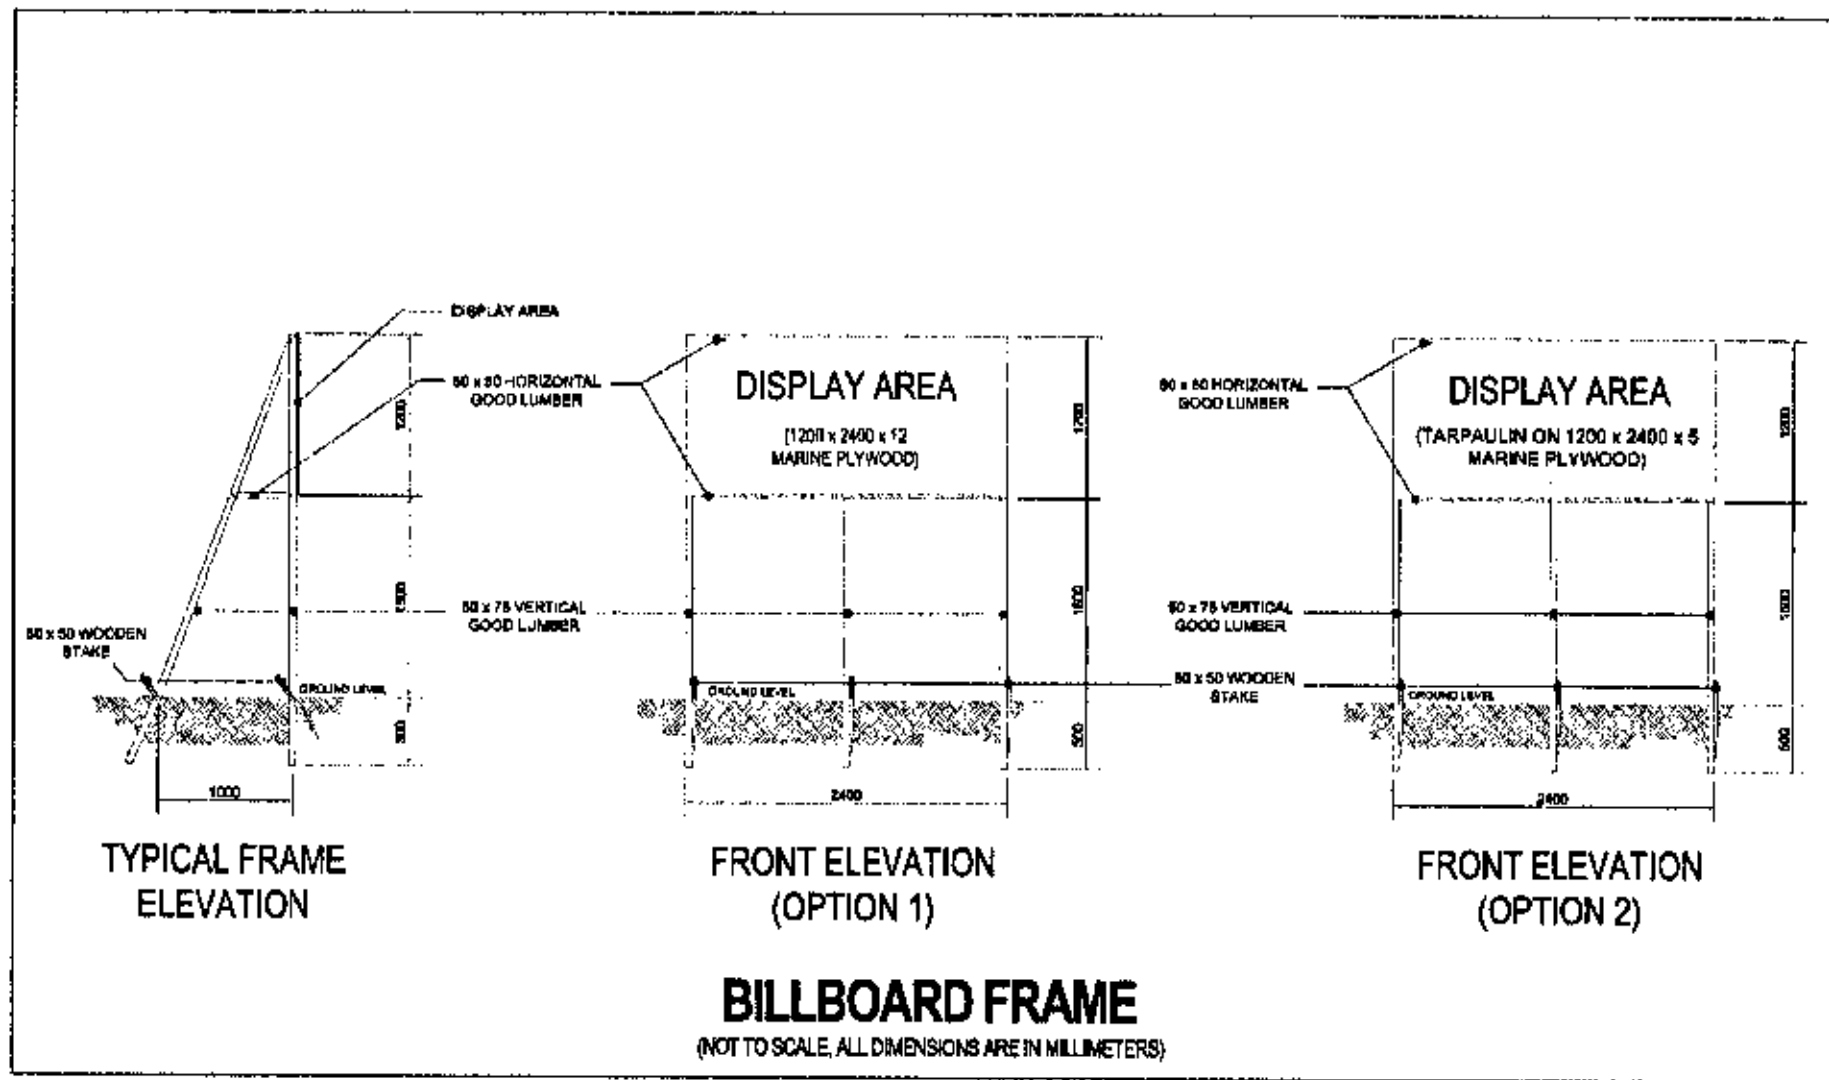 DISPLAY AREA
50 x 50 HORIZONTAL
GOOD LUMBER
1200
50 x 75 VERTICAL
GOOD LUMBER
50 x 50 WOODEN
STAKE
GROUND LEVEL
1000
TYPICAL FRAME
ELEVATION
DISPLAY AREA
(1200 x 2400 x 12
MARINE PLYWOOD)
1200
GROUND LEVEL
500
2400
FRONT ELEVATION
(OPTION 1)
50 x 50 HORIZONTAL
GOOD LUMBER
DISPLAY AREA
(TARPAULIN ON 1200 x 2400 x 5
MARINE PLYWOOD)
1200
50 x 75 VERTICAL
GOOD LUMBER
50 x 50 WOODEN
STAKE
GROUND LEVEL
500
2400
FRONT ELEVATION
(OPTION 2)
BILLBOARD FRAME
(NOT TO SCALE, ALL DIMENSIONS ARE IN MILLIMETERS)